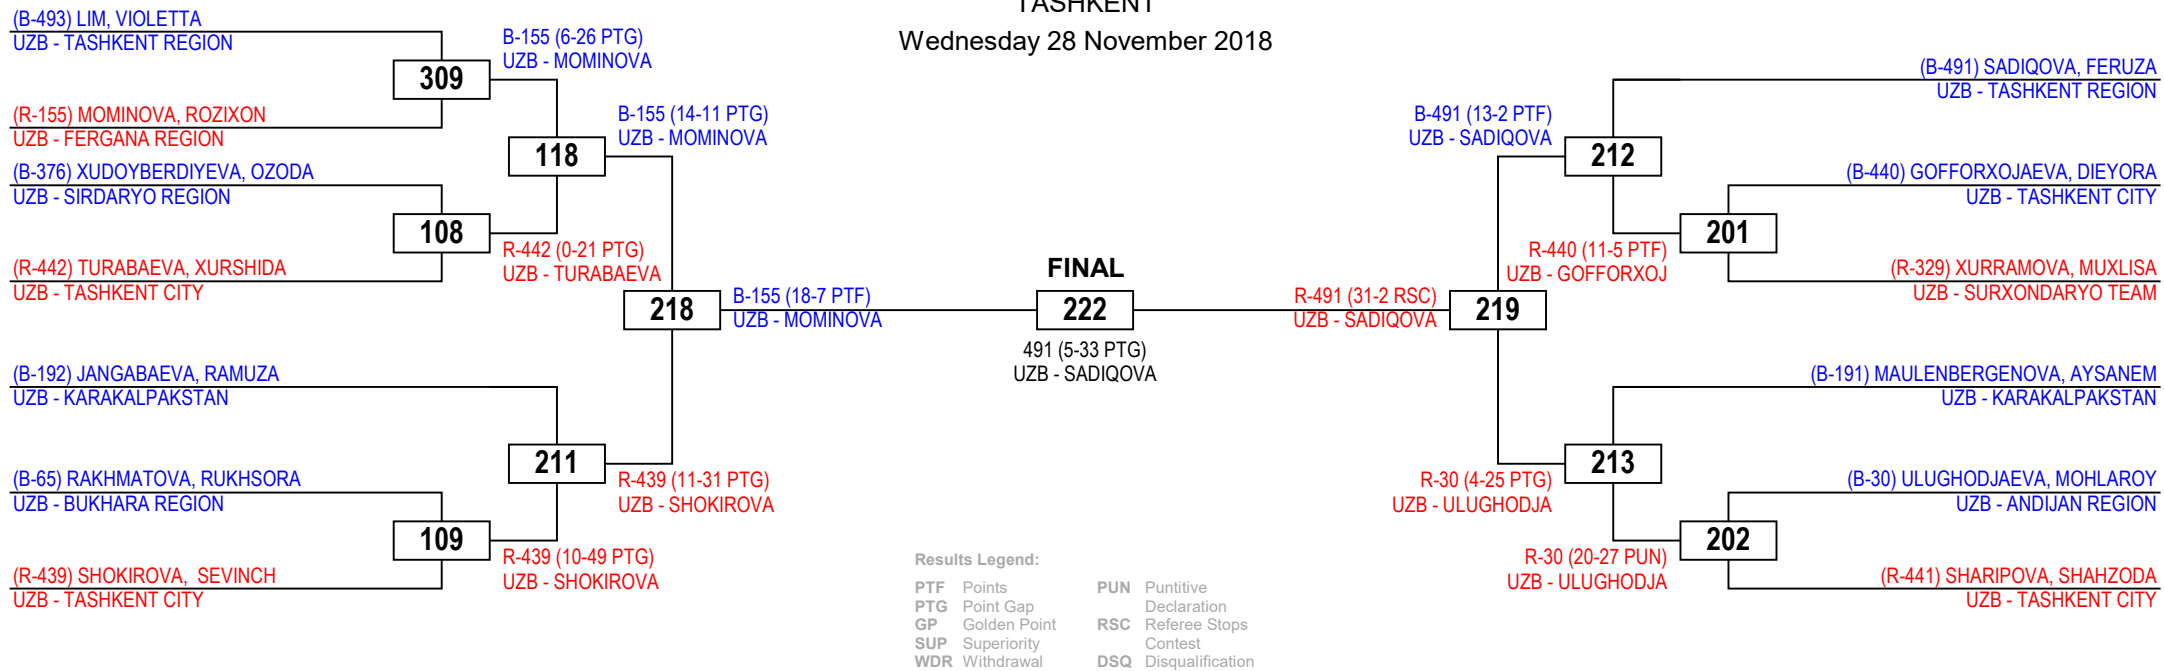 TASHKENT
Wednesday 28 November 2018
(B-493) LIM, VIOLETTA
UZB - TASHKENT REGION
309
(R-155) MOMINOVA, ROZIXON
UZB - FERGANA REGION
B-155 (6-26 PTG)
UZB - MOMINOVA
(B-376) XUDOYBERDIYEVA, OZODA
UZB - SIRDARYO REGION
108
(R-442) TURABAEVA, XURSHIDA
UZB - TASHKENT CITY
R-442 (0-21 PTG)
UZB - TURABAEVA
118
B-155 (14-11 PTG)
UZB - MOMINOVA
218
B-155 (18-7 PTF)
UZB - MOMINOVA
(B-192) JANGABAEVA, RAMUZA
UZB - KARAKALPAKSTAN
211
R-439 (11-31 PTG)
UZB - SHOKIROVA
(B-65) RAKHMATOVA, RUKHSORA
UZB - BUKHARA REGION
109
(R-439) SHOKIROVA,  SEVINCH
UZB - TASHKENT CITY
R-439 (10-49 PTG)
UZB - SHOKIROVA
FINAL
222
491 (5-33 PTG)
UZB - SADIQOVA
(B-491) SADIQOVA, FERUZA
UZB - TASHKENT REGION
B-491 (13-2 PTF)
UZB - SADIQOVA
212
(B-440) GOFFORXOJAEVA, DIEYORA
UZB - TASHKENT CITY
201
R-440 (11-5 PTF)
UZB - GOFFORXOJ
(R-329) XURRAMOVA, MUXLISA
UZB - SURXONDARYO TEAM
R-491 (31-2 RSC)
UZB - SADIQOVA
219
(B-191) MAULENBERGENOVA, AYSANEM
UZB - KARAKALPAKSTAN
213
R-30 (4-25 PTG)
UZB - ULUGHODJA
(B-30) ULUGHODJAEVA, MOHLAROY
UZB - ANDIJAN REGION
202
R-30 (20-27 PUN)
UZB - ULUGHODJA
(R-441) SHARIPOVA, SHAHZODA
UZB - TASHKENT CITY
Results Legend:
PTF Points
PTG Point Gap
GP Golden Point
SUP Superiority
WDR Withdrawal
PUN Puntitive
Declaration
RSC Referee Stops
Contest
DSQ Disqualification